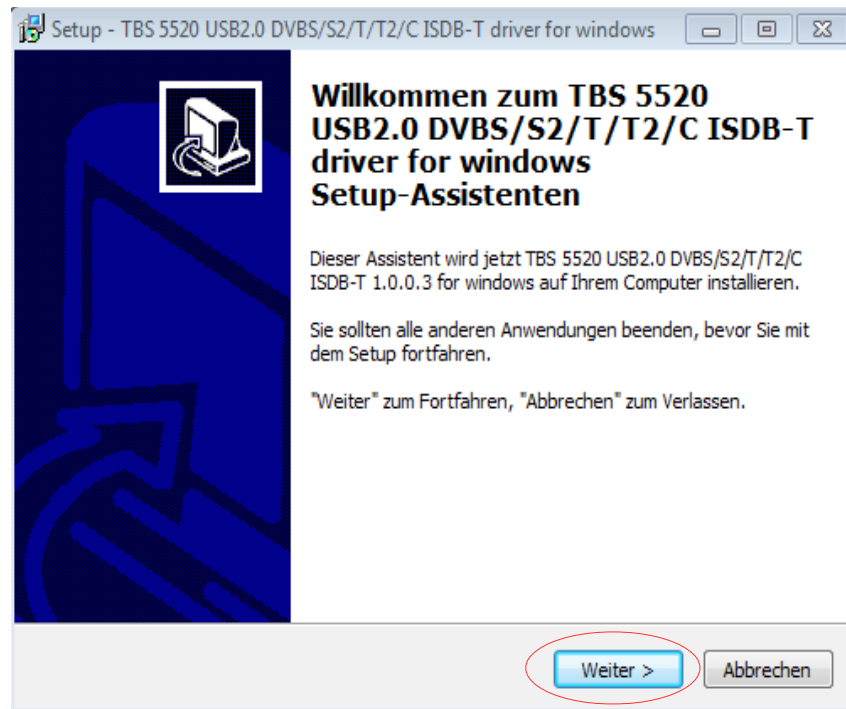 Setup - TBS 5520 USB2.0 DVBS/S2/T/T2/C ISDB-T driver for windows
Willkommen zum TBS 5520
USB2.0 DVBS/S2/T/T2/C ISDB-T
driver for windows
Setup-Assistenten
Dieser Assistent wird jetzt TBS 5520 USB2.0 DVBS/S2/T/T2/C
ISDB-T 1.0.0.3 for windows auf Ihrem Computer installieren.
Sie sollten alle anderen Anwendungen beenden, bevor Sie mit
dem Setup fortfahren.
"Weiter" zum Fortfahren, "Abbrechen" zum Verlassen.
Weiter >
Abbrechen